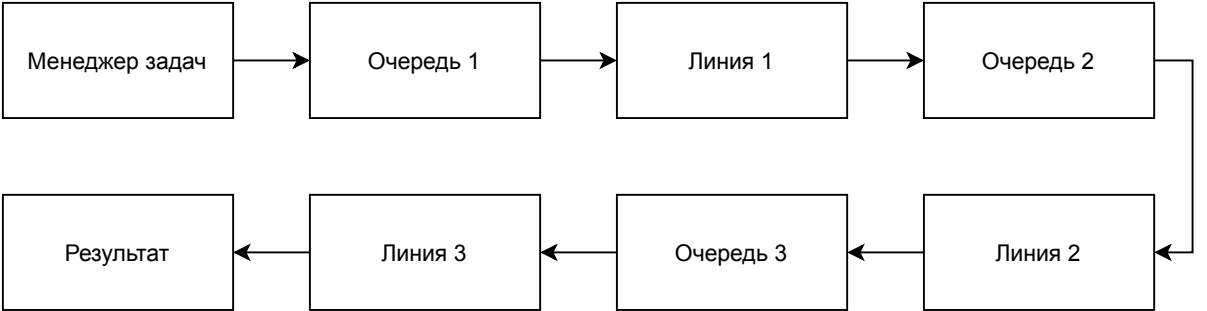 Менеджер задач
Очередь 1
Линия 1
Очередь 2
Результат
Линия 3
Очередь 3
Линия 2